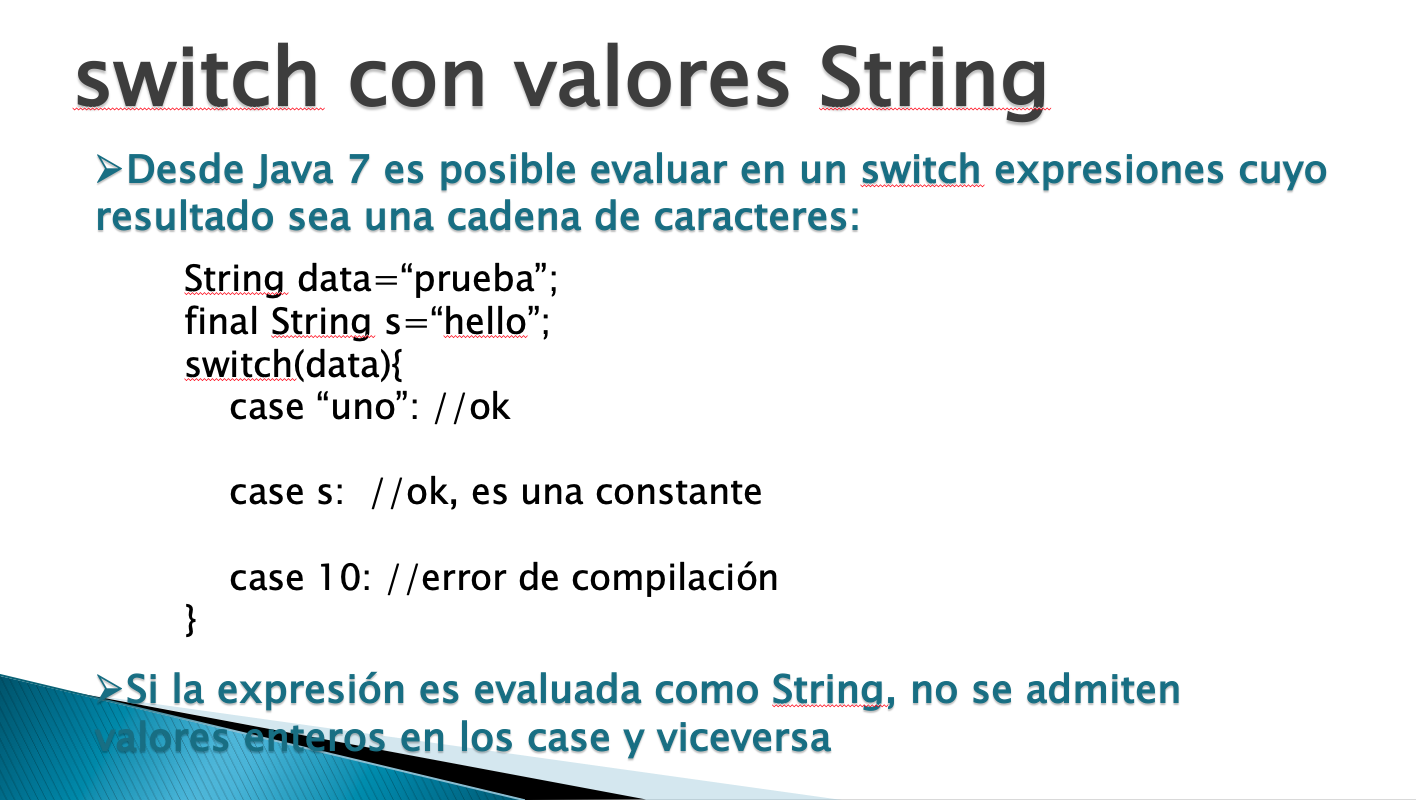 switch con valores String
➢Desde Java 7 es posible evaluar en un switch expresiones cuyo
resultado sea una cadena de caracteres:
String data=“prueba”;
final String s=“hello”;
switch(data){
case “uno”: //ok
case s:  //ok, es una constante
case 10: //error de compilación
}
➢Si la expresión es evaluada como String, no se admiten
valores enteros en los case y viceversa